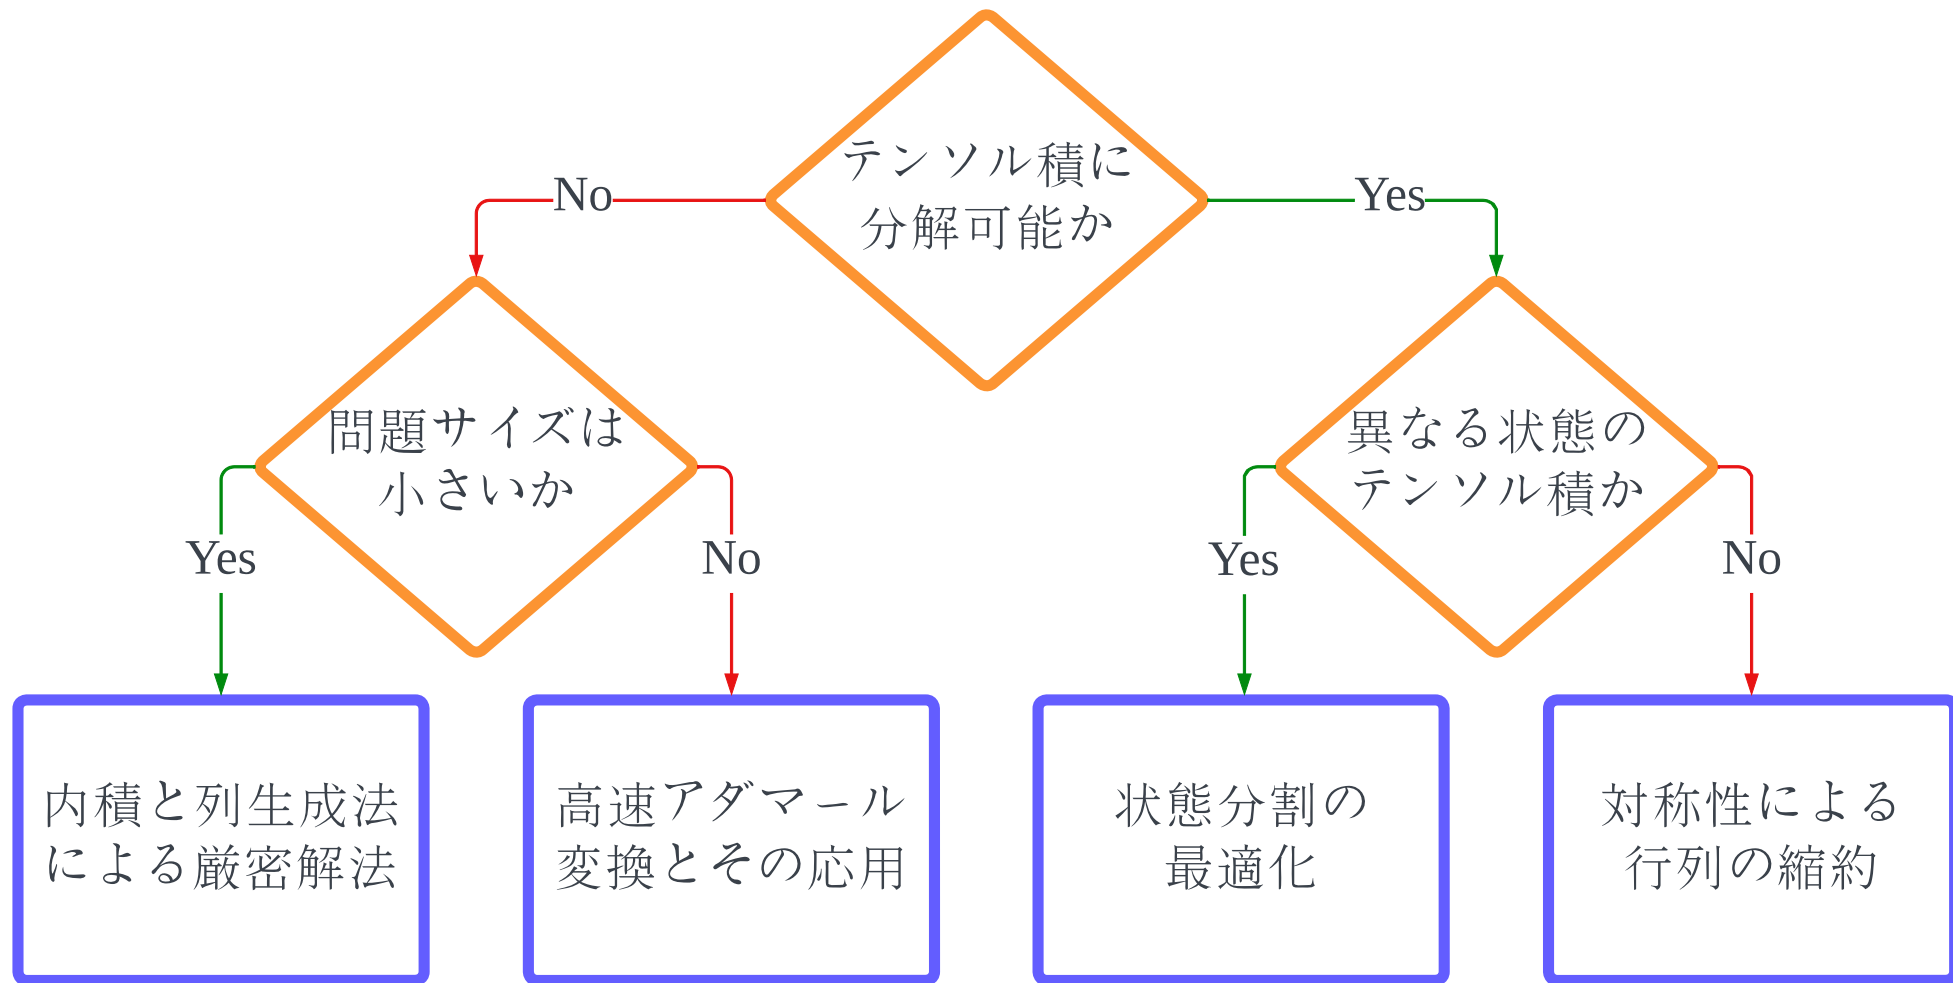 テンソル積に
分解可能か
No
Yes
問題サイズは
小さいか
異なる状態の
テンソル積か
Yes
No
Yes
No
内積と列生成法
による厳密解法
高速アダマール
変換とその応用
状態分割の
最適化
対称性による
行列の縮約